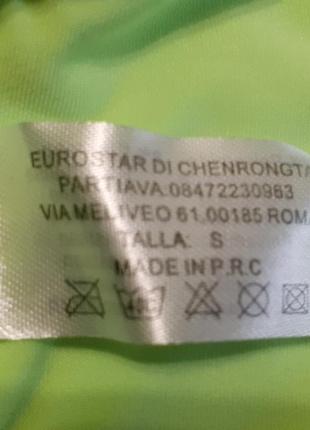 EUROSTAR DI CHENRONGTA
PARTIAVA.08472230963
VIA MELIVEO 61.00185 ROMA
TALLA: S
MADE IN P.R.C